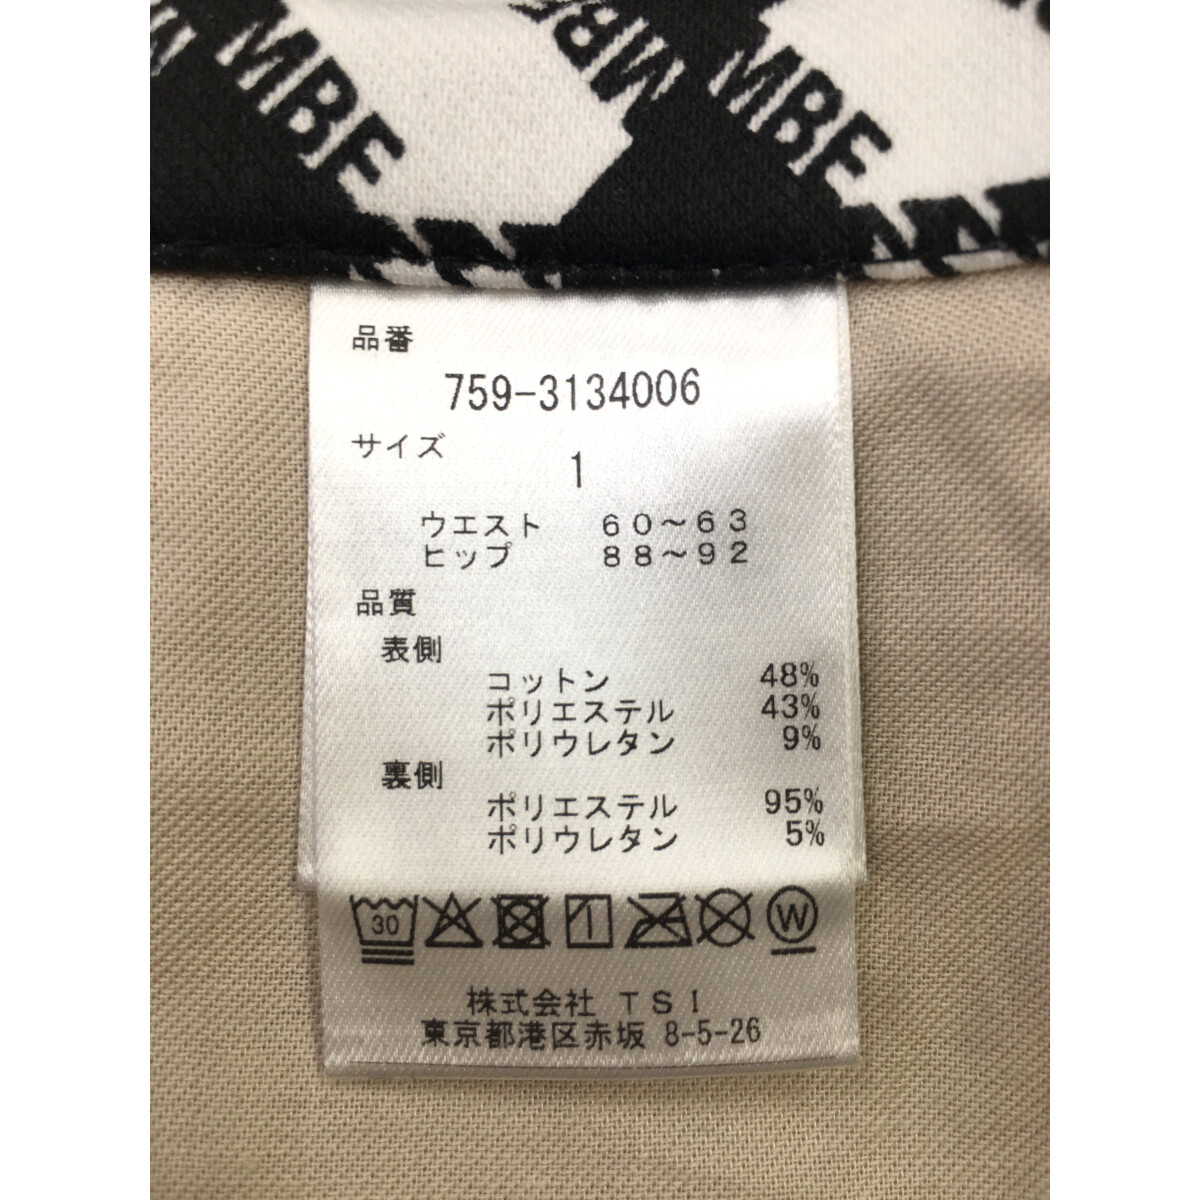 MBF
MBF
品番
759-3134006
サイズ
1
ウエスト 60～63
ヒップ 88～92
品質
表側
コットン 48%
ポリエステル 43%
ポリウレタン 9%
裏側
ポリエステル 95%
ポリウレタン 5%
30
W
株式会社 TSI
東京都港区赤坂 8-5-26